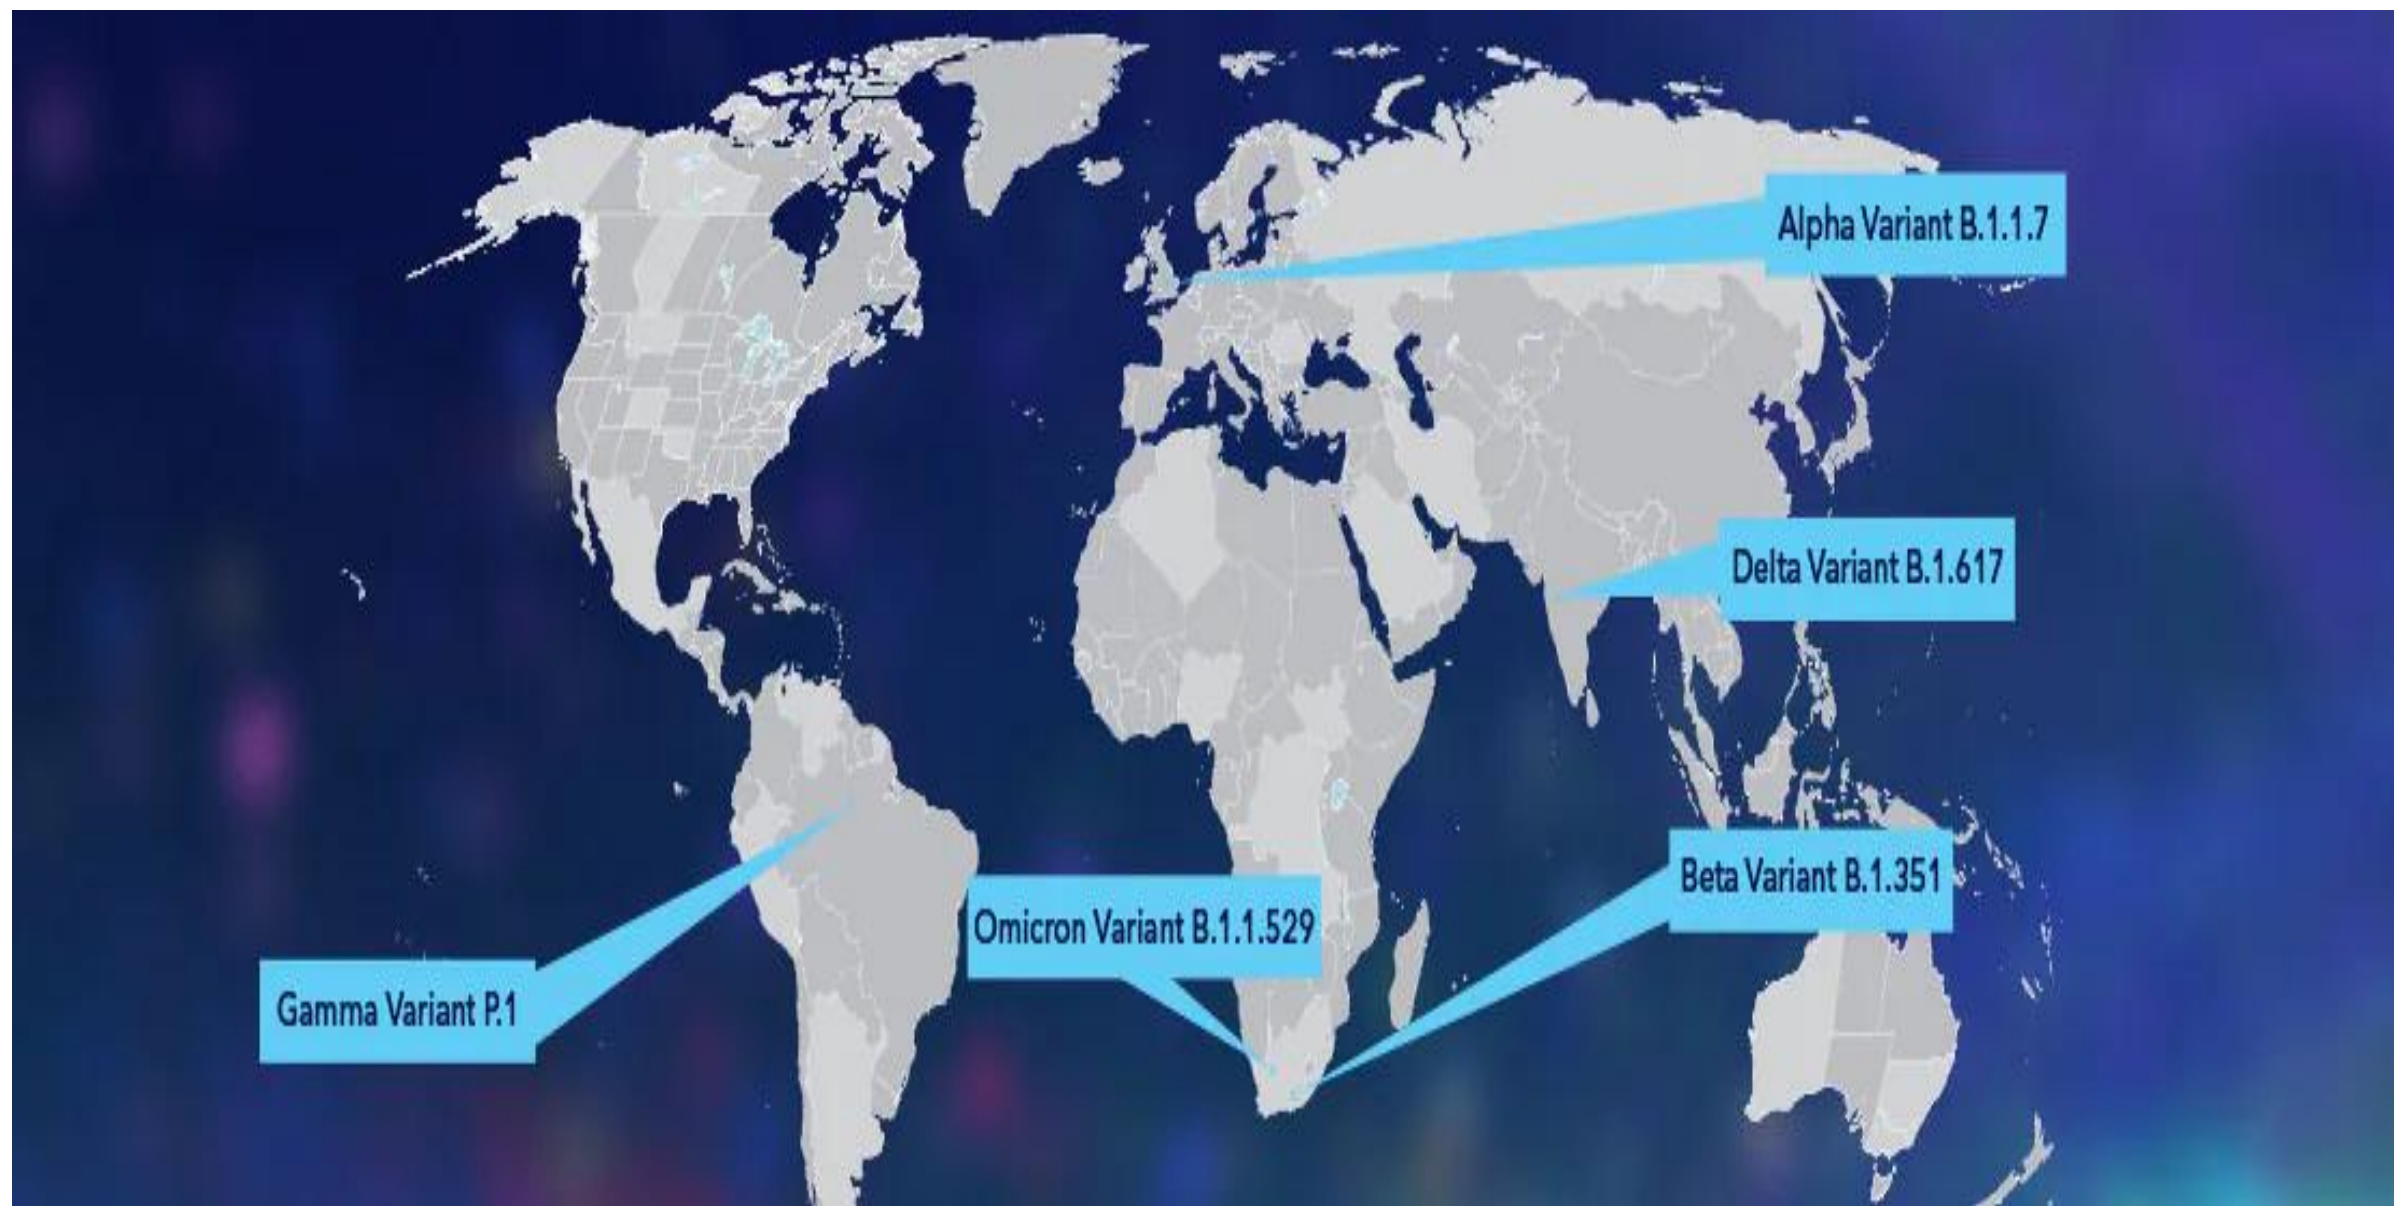 Alpha Variant B.1.1.7
Delta Variant B.1.617
Beta Variant B.1.351
Omicron Variant B.1.1.529
Gamma Variant P.1